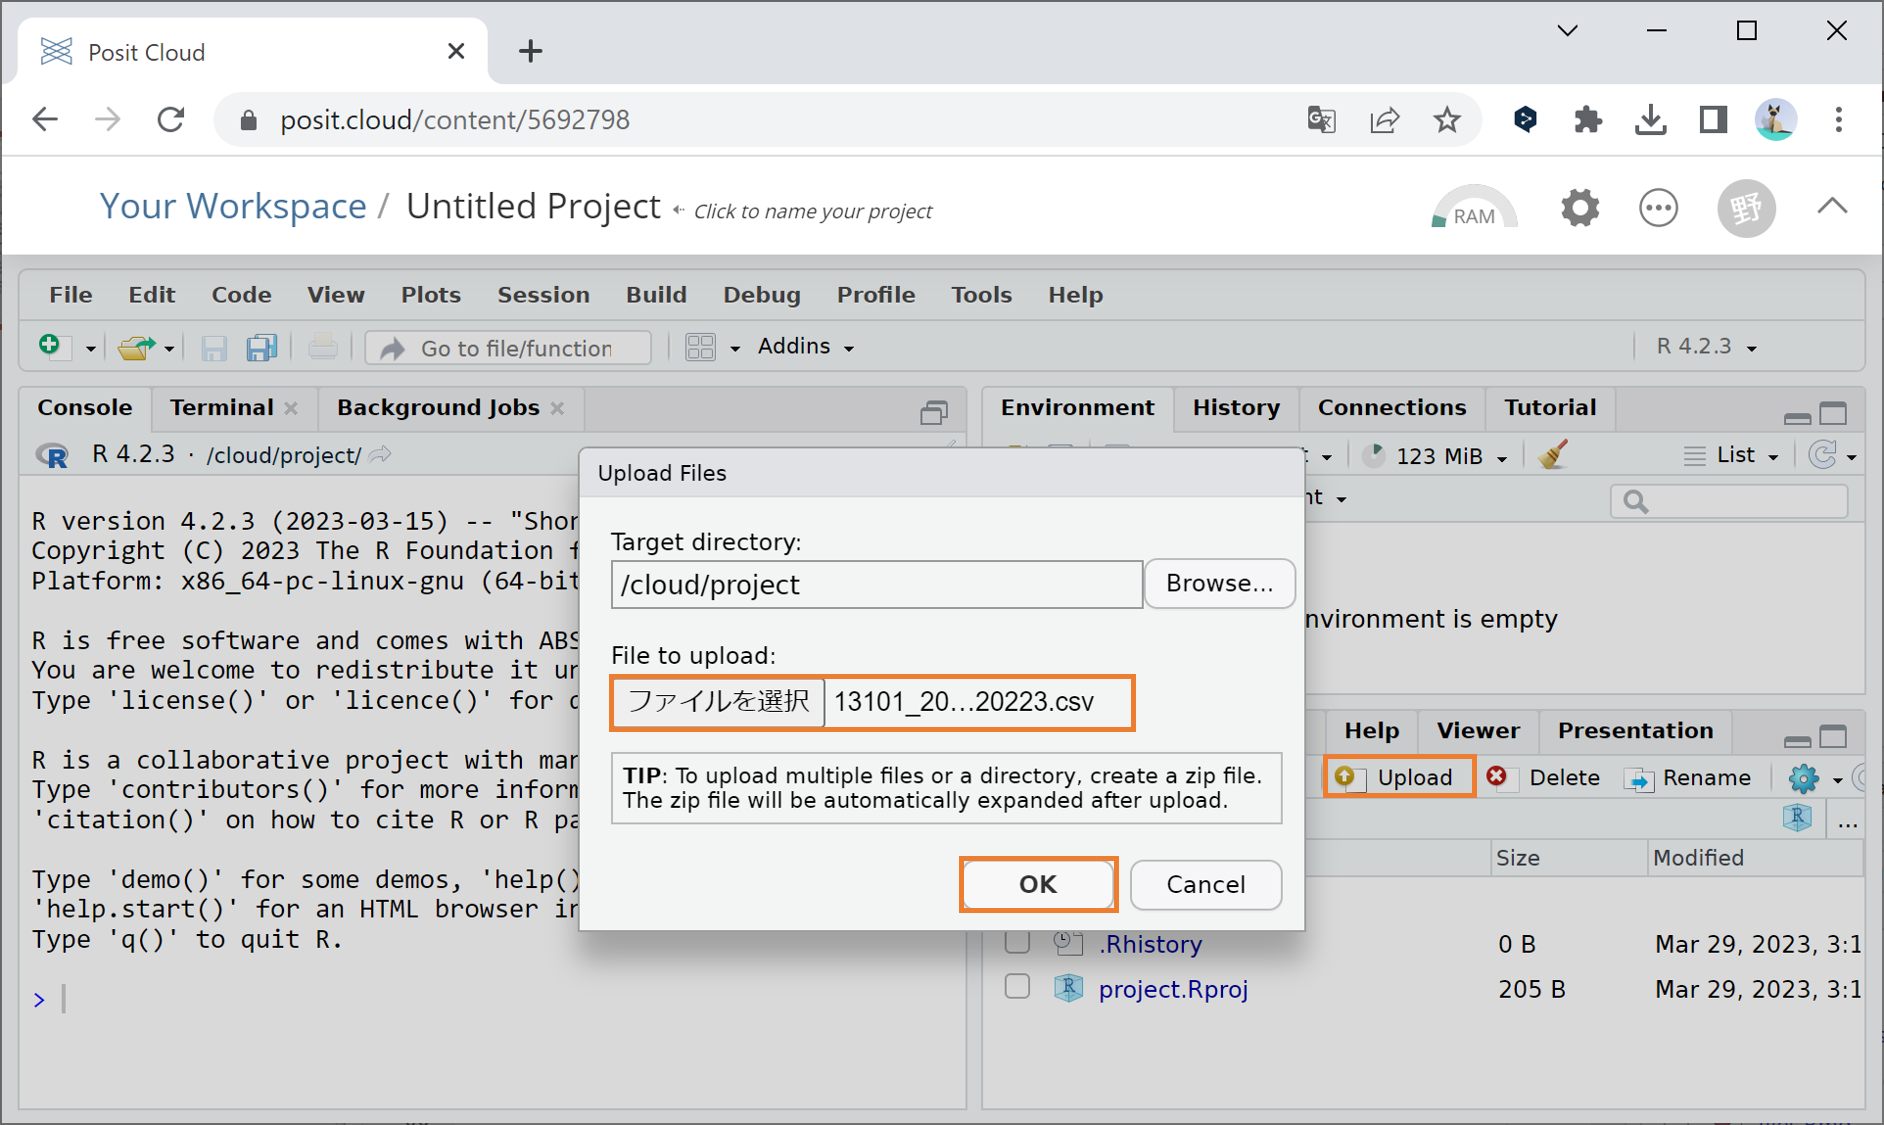 Posit Cloud
posit.cloud/content/5692798
Your Workspace / Untitled Project Click to name your project
RAM
野
File Edit Code View Plots Session Build Debug Profile Tools Help
Go to file/function
Addins
R 4.2.3
Console Terminal Background Jobs
R 4.2.3 · /cloud/project/
R version 4.2.3 (2023-03-15) -- "Shor
Copyright (C) 2023 The R Foundation f
Platform: x86_64-pc-linux-gnu (64-bit
R is free software and comes with ABS
You are welcome to redistribute it un
Type 'license()' or 'licence()' for d
R is a collaborative project with mar
Type 'contributors()' for more inform
'citation()' on how to cite R or R pa
Type 'demo()' for some demos, 'help()
'help.start()' for an HTML browser in
Type 'q()' to quit R.
>
Environment History Connections Tutorial
123 MiB
List
nt
nvironment is empty
Upload Files
Target directory:
/cloud/project
Browse...
File to upload:
ファイルを選択 13101_20...20223.csv
TIP: To upload multiple files or a directory, create a zip file.
The zip file will be automatically expanded after upload.
OK Cancel
Help Viewer Presentation
Upload Delete Rename
...
Size Modified
.Rhistory 0 B Mar 29, 2023, 3:1
project.Rproj 205 B Mar 29, 2023, 3:1